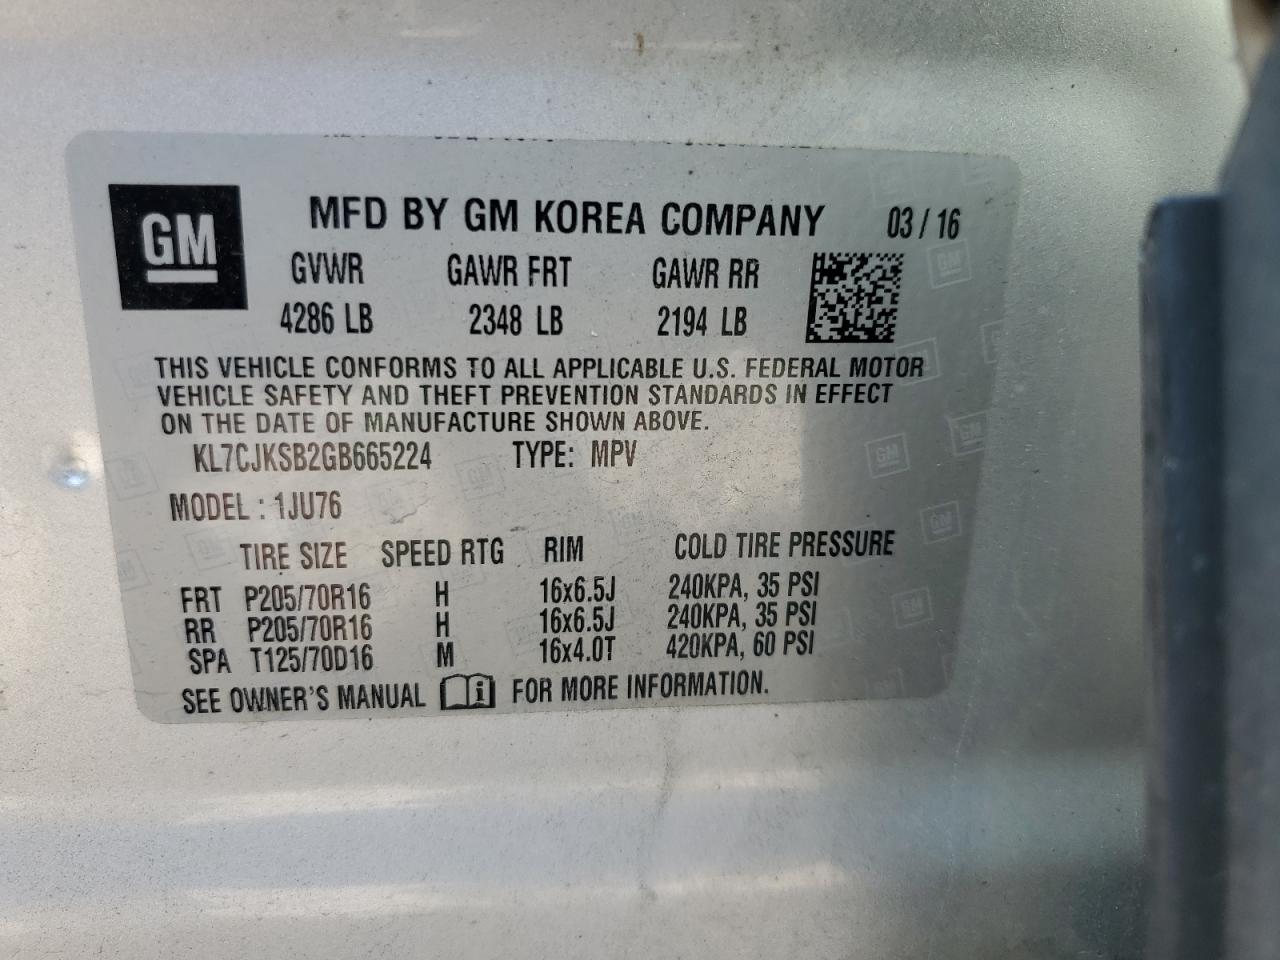 GM
MFD BY GM KOREA COMPANY 03 / 16
GVWR GAWR FRT GAWR RR
4286 LB 2348 LB 2194 LB
THIS VEHICLE CONFORMS TO ALL APPLICABLE U.S. FEDERAL MOTOR
VEHICLE SAFETY AND THEFT PREVENTION STANDARDS IN EFFECT
ON THE DATE OF MANUFACTURE SHOWN ABOVE.
KL7CJKSB2GB665224 TYPE: MPV
MODEL : 1JU76
TIRE SIZE SPEED RTG RIM COLD TIRE PRESSURE
FRT P205/70R16 H 16x6.5J 240KPA, 35 PSI
RR P205/70R16 H 16x6.5J 240KPA, 35 PSI
SPA T125/70D16 M 16x4.0T 420KPA, 60 PSI
SEE OWNER'S MANUAL i FOR MORE INFORMATION.